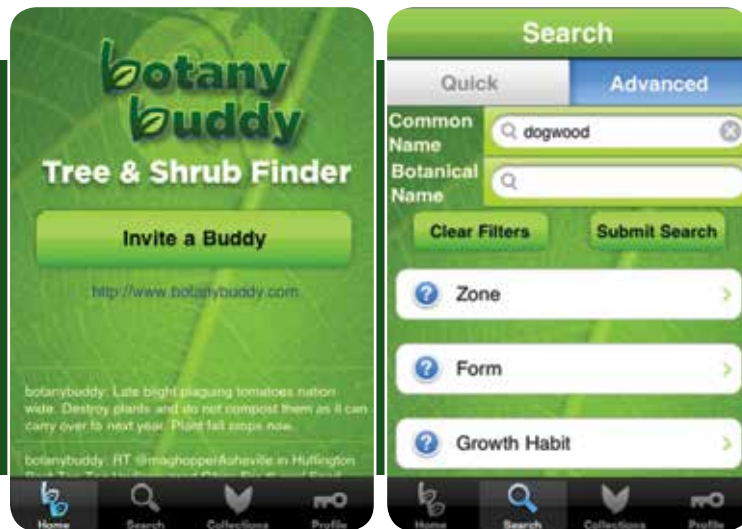 botany
buddy
Tree & Shrub Finder
Invite a Buddy
http://www.botanybuddy.com
botanybuddy: Late blight plaguing tomatoes nation
wide. Destroy plants and do not compost them as it can
carry over to next year. Plant fall crops now.
botanybuddy: RT @maghopperAsheville in Huffington
Home
Search
Collections
Profile
Search
Quick
Advanced
Common
Name
dogwood
Botanical
Name
Clear Filters
Submit Search
Zone
Form
Growth Habit
Home
Search
Collections
Profile